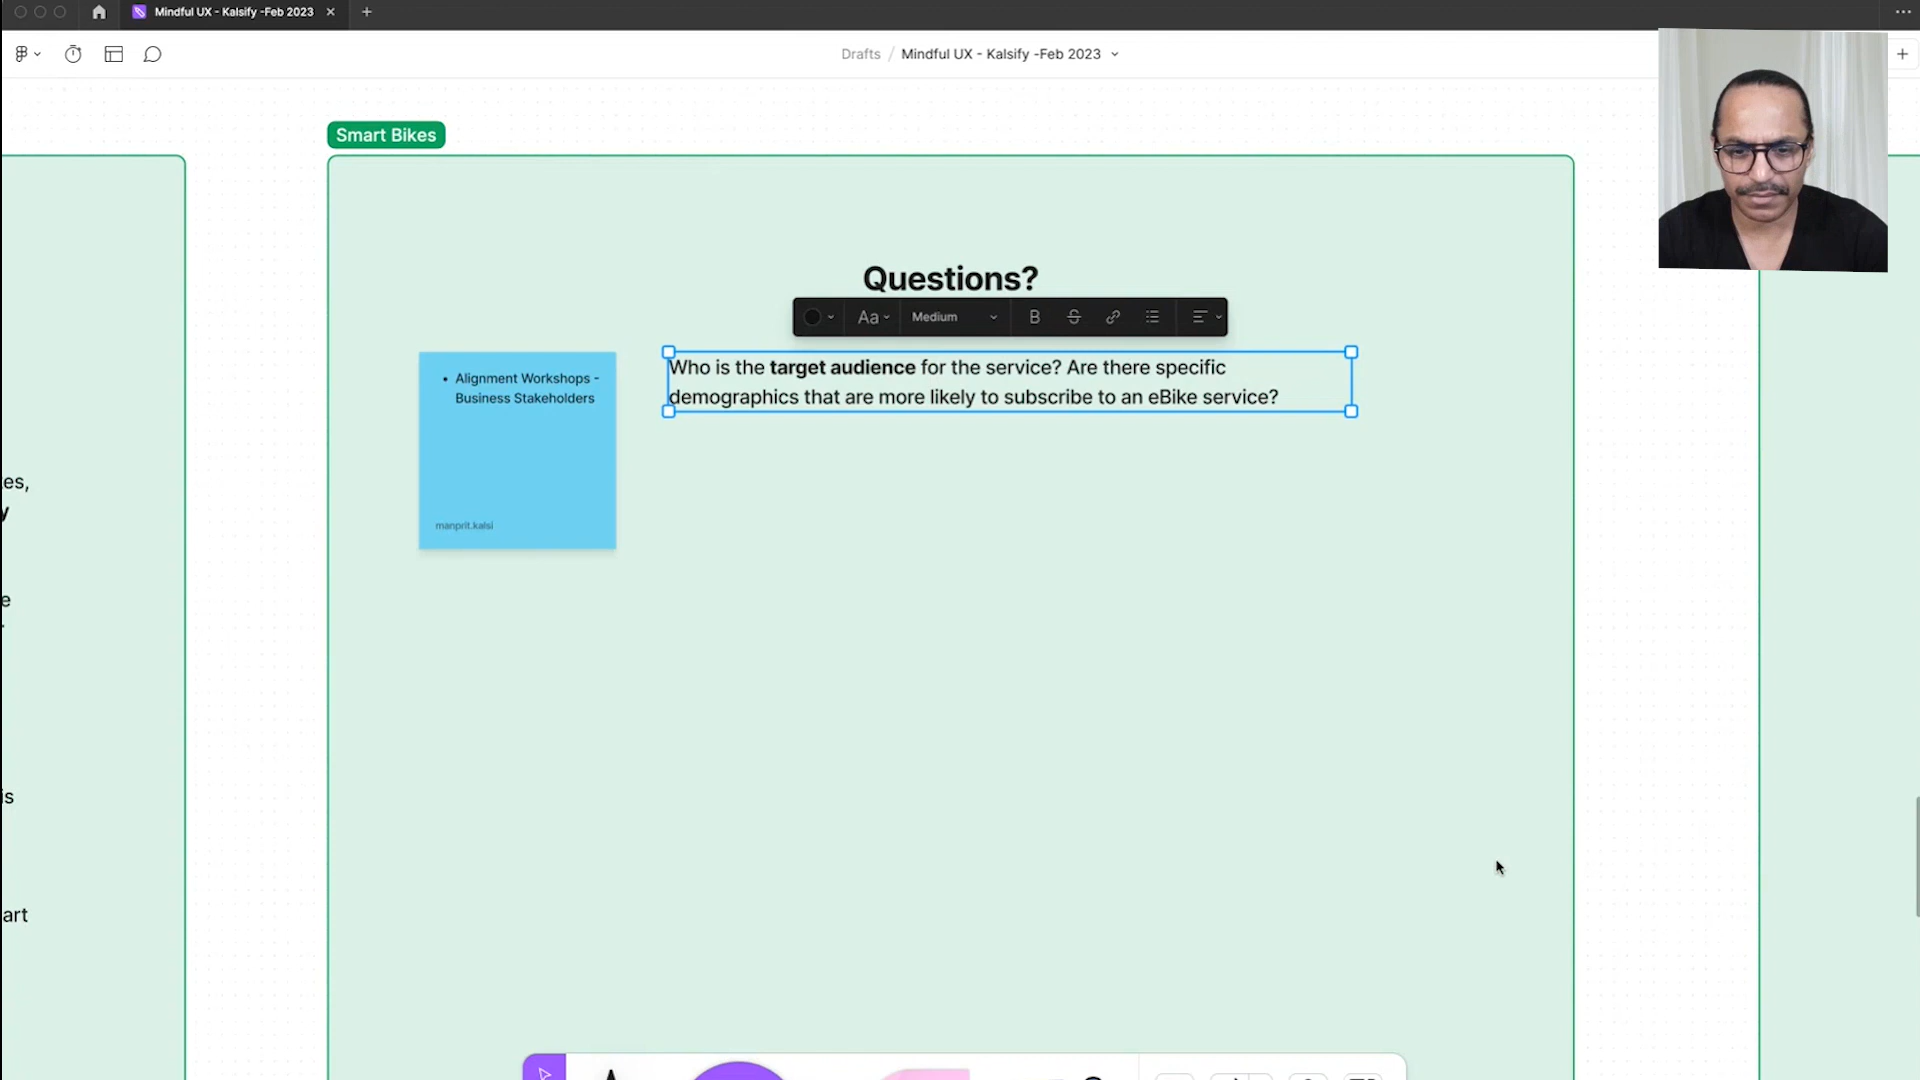 Mindful UX - Kalsify -Feb 2023
Drafts / Mindful UX - Kalsify -Feb 2023
Smart Bikes
Questions?
Aa
Medium
B
S
Who is the target audience for the service? Are there specific
demographics that are more likely to subscribe to an eBike service?
Alignment Workshops -
Business Stakeholders
manprit.kalsi
es,
y
e
is
art